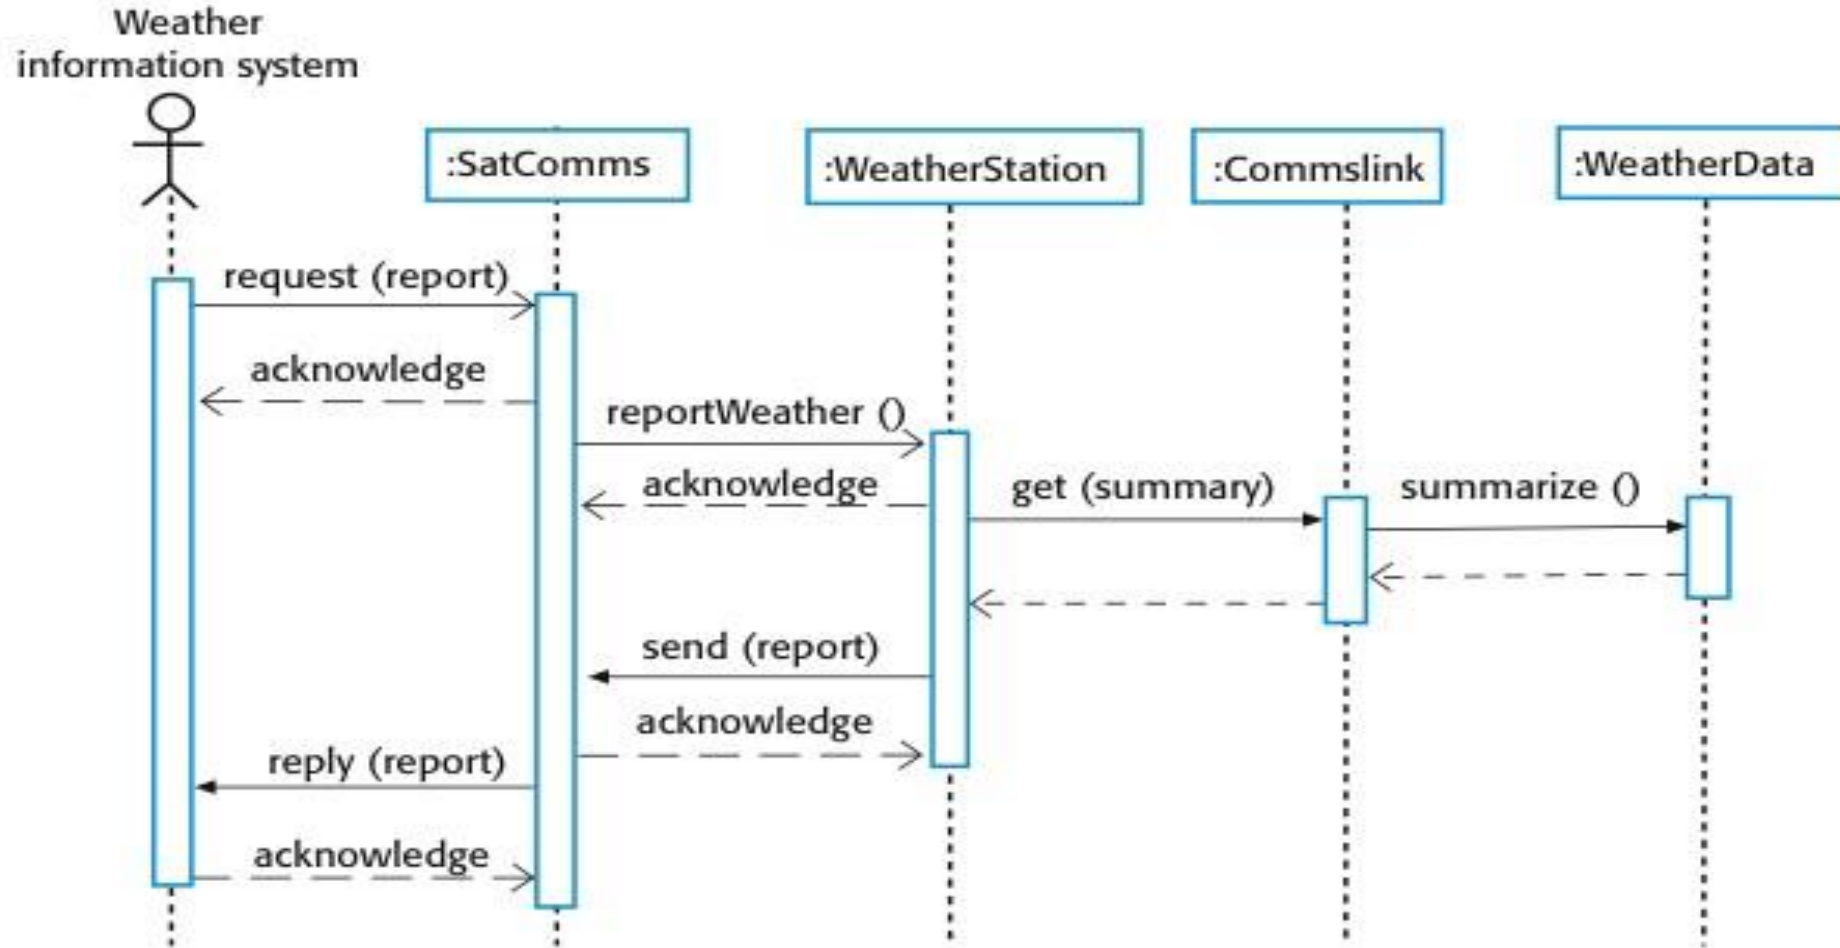 Weather
information system
:SatComms
:WeatherStation
:Commslink
:WeatherData
request (report)
acknowledge
reportWeather ()
acknowledge
get (summary)
summarize ()
send (report)
acknowledge
reply (report)
acknowledge